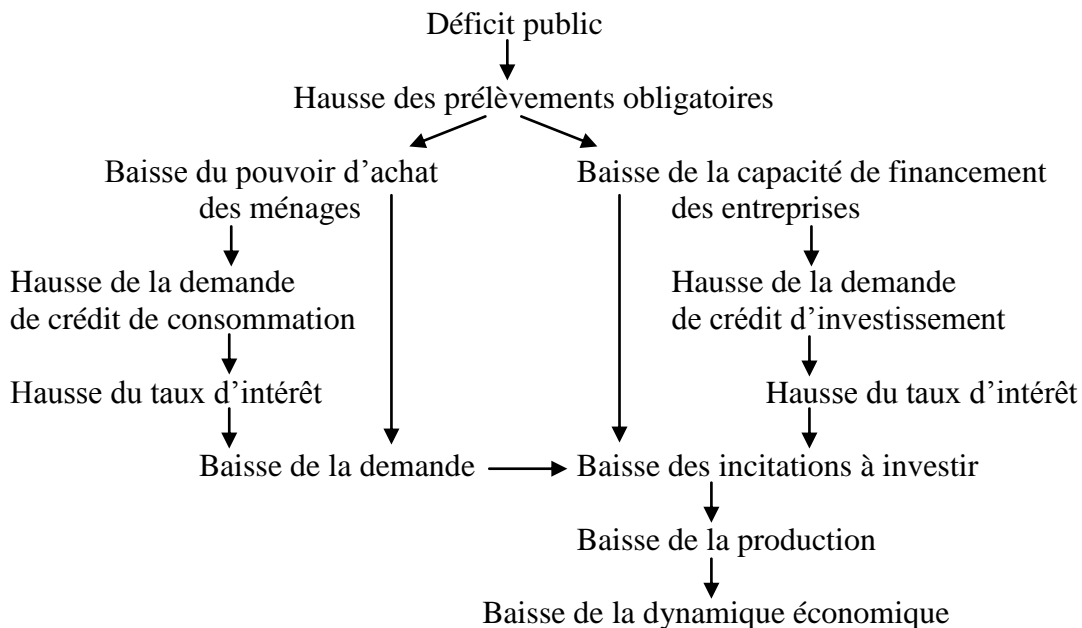 Déficit public
Hausse des prélèvements obligatoires
Baisse du pouvoir d'achat
des ménages
Baisse de la capacité de financement
des entreprises
Hausse de la demande
de crédit de consommation
Hausse de la demande
de crédit d'investissement
Hausse du taux d'intérêt
Hausse du taux d'intérêt
Baisse de la demande
Baisse des incitations à investir
Baisse de la production
Baisse de la dynamique économique